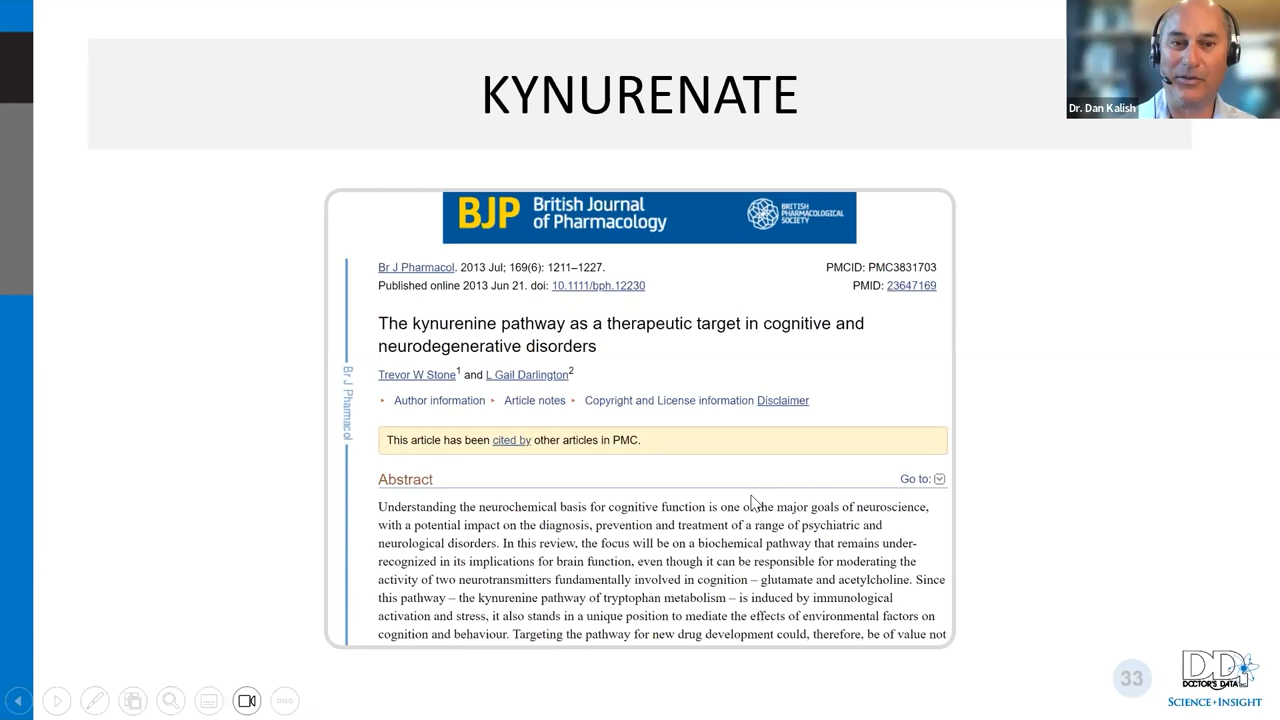 KYNURENATE
Dr. Dan Kalish
BJP British Journal of Pharmacology
BRITISH PHARMACOLOGICAL SOCIETY
Br J Pharmacol. 2013 Jul; 169(6): 1211–1227.
PMCID: PMC3831703
Published online 2013 Jun 21. doi: 10.1111/bph.12230
PMID: 23647169
The kynurenine pathway as a therapeutic target in cognitive and
neurodegenerative disorders
Trevor W Stone1 and L Gail Darlington2
Author information Article notes Copyright and License information Disclaimer
Br J Pharmacol
This article has been cited by other articles in PMC.
Abstract
Go to:
Understanding the neurochemical basis for cognitive function is one of the major goals of neuroscience,
with a potential impact on the diagnosis, prevention and treatment of a range of psychiatric and
neurological disorders. In this review, the focus will be on a biochemical pathway that remains under-
recognized in its implications for brain function, even though it can be responsible for moderating the
activity of two neurotransmitters fundamentally involved in cognition – glutamate and acetylcholine. Since
this pathway – the kynurenine pathway of tryptophan metabolism – is induced by immunological
activation and stress, it also stands in a unique position to mediate the effects of environmental factors on
cognition and behaviour. Targeting the pathway for new drug development could, therefore, be of value not
33
DDI
DOCTOR'S DATA
SCIENCE + INSIGHT